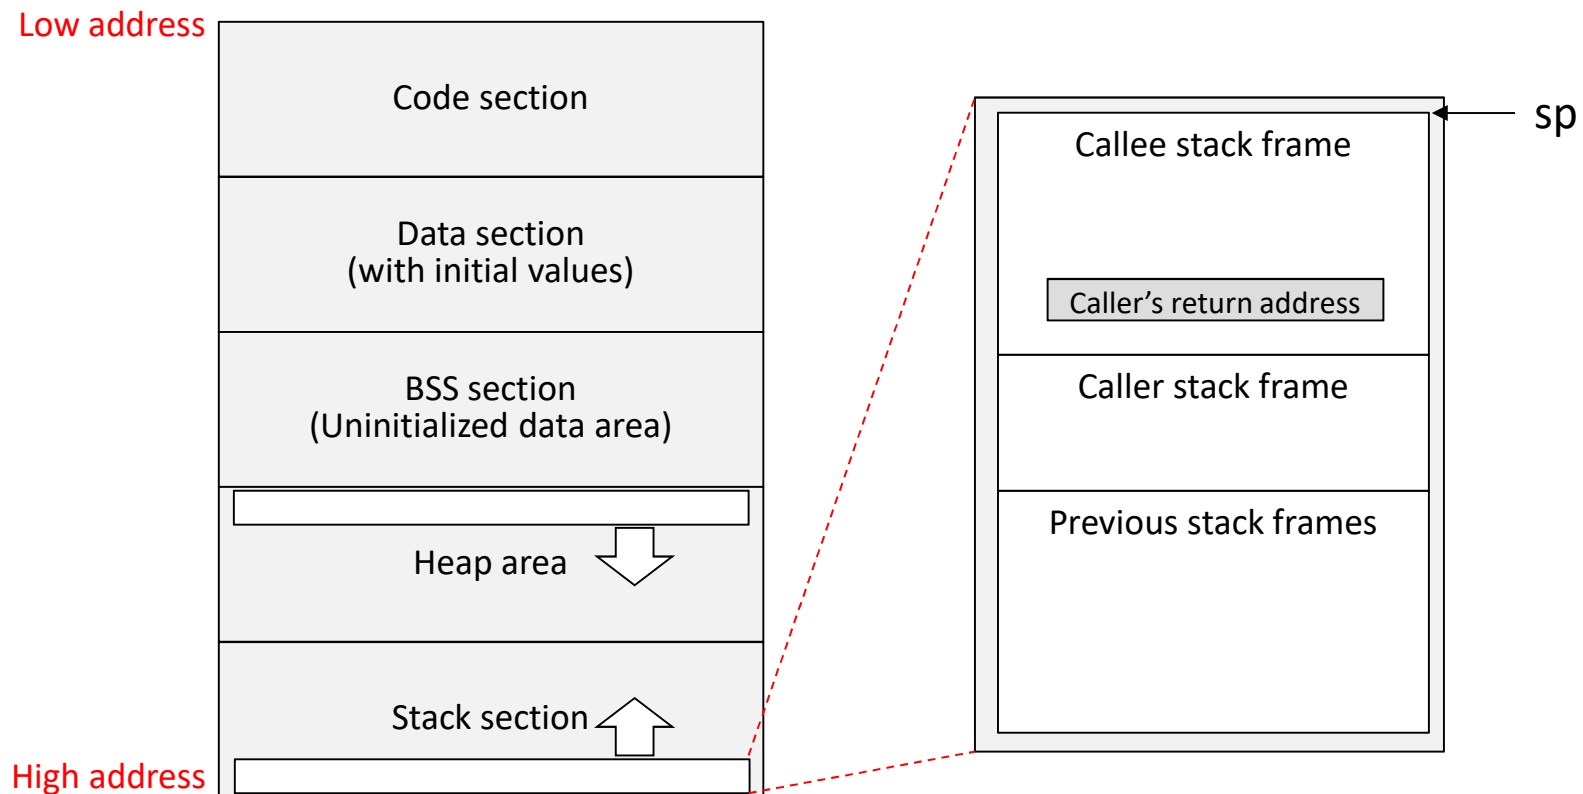 Low address
Code section
Data section
(with initial values)
BSS section
(Uninitialized data area)
Heap area
Stack section
High address
sp
Callee stack frame
Caller’s return address
Caller stack frame
Previous stack frames